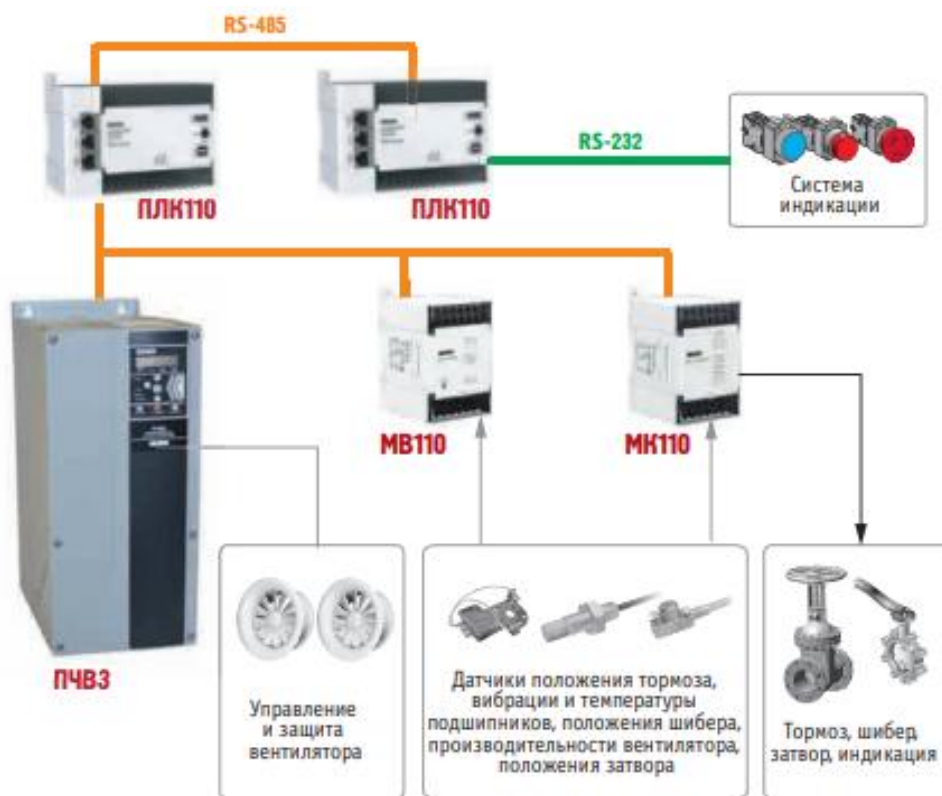 RS-485
RS-232
Система
индикации
ПЛК110
ПЛК110
МВ110
МК110
ПЧВ3
Управление
и защита
вентилятора
Датчики положения тормоза,
вибрации и температуры
подшипников, положения шибера,
производительности вентилятора,
положения затвора
Тормоз, шибер,
затвор, индикация